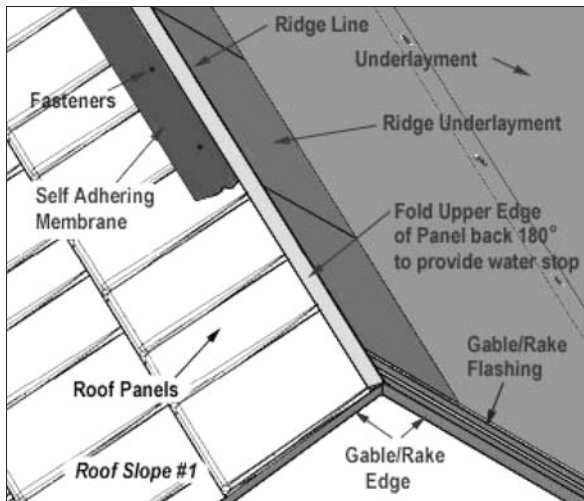 Ridge Line
Underlayment
Fasteners
Ridge Underlayment
Self Adhering
Membrane
Fold Upper Edge
of Panel back 180°
to provide water stop
Gable/Rake
Flashing
Roof Panels
Gable/Rake
Edge
Roof Slope #1